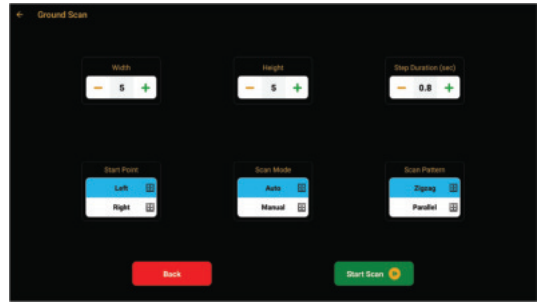 ← Ground Scan
Width Height Step Duration (sec)
− 5 + − 5 + − 0.8 +
Start Point Scan Mode Scan Pattern
Left Auto Zigzag
Right Manual Parallel
Back Start Scan